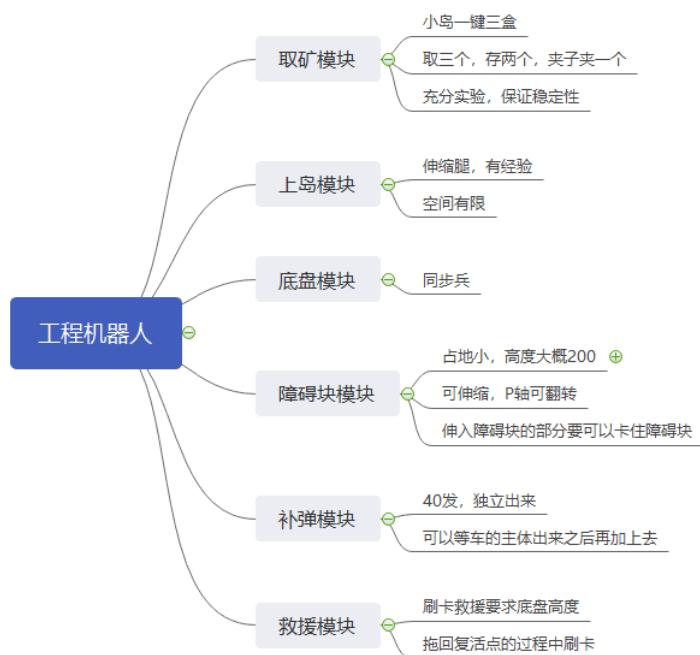 工程机器人
取矿模块
小岛一键三盒
取三个，存两个，夹子夹一个
充分实验，保证稳定性
上岛模块
伸缩腿，有经验
空间有限
底盘模块
同步兵
障碍块模块
占地小，高度大概200
可伸缩，P轴可翻转
伸入障碍块的部分要可以卡住障碍块
补弹模块
40发，独立出来
可以等车的主体出来之后再加上去
救援模块
刷卡救援要求底盘高度
拖回复活点的过程中刷卡